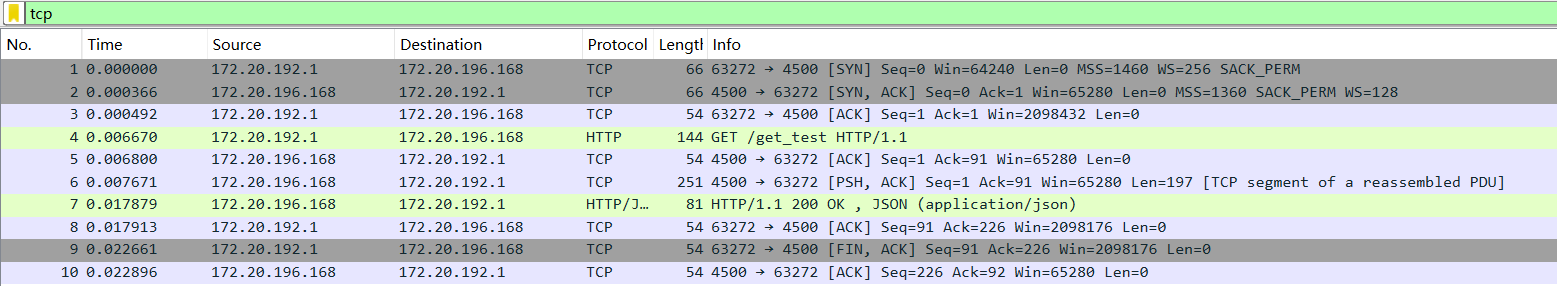 tcp
No. Time Source Destination Protocol Length Info
1 0.000000 172.20.192.1 172.20.196.168 TCP 66 63272 → 4500 [SYN] Seq=0 Win=64240 Len=0 MSS=1460 WS=256 SACK_PERM
2 0.000366 172.20.196.168 172.20.192.1 TCP 66 4500 → 63272 [SYN, ACK] Seq=0 Ack=1 Win=65280 Len=0 MSS=1360 SACK_PERM WS=128
3 0.000492 172.20.192.1 172.20.196.168 TCP 54 63272 → 4500 [ACK] Seq=1 Ack=1 Win=2098432 Len=0
4 0.006670 172.20.192.1 172.20.196.168 HTTP 144 GET /get_test HTTP/1.1
5 0.006800 172.20.196.168 172.20.192.1 TCP 54 4500 → 63272 [ACK] Seq=1 Ack=91 Win=65280 Len=0
6 0.007671 172.20.196.168 172.20.192.1 TCP 251 4500 → 63272 [PSH, ACK] Seq=1 Ack=91 Win=65280 Len=197 [TCP segment of a reassembled PDU]
7 0.017879 172.20.196.168 172.20.192.1 HTTP/J… 81 HTTP/1.1 200 OK , JSON (application/json)
8 0.017913 172.20.192.1 172.20.196.168 TCP 54 63272 → 4500 [ACK] Seq=91 Ack=226 Win=2098176 Len=0
9 0.022661 172.20.192.1 172.20.196.168 TCP 54 63272 → 4500 [FIN, ACK] Seq=91 Ack=226 Win=2098176 Len=0
10 0.022896 172.20.196.168 172.20.192.1 TCP 54 4500 → 63272 [ACK] Seq=226 Ack=92 Win=65280 Len=0